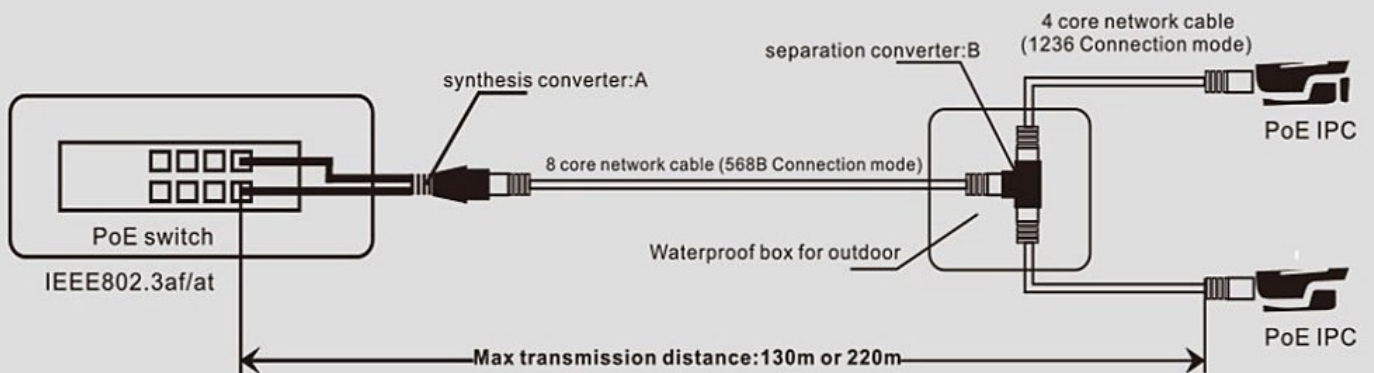 4 core network cable
(1236 Connection mode)
separation converter:B
synthesis converter:A
PoE IPC
8 core network cable (568B Connection mode)
PoE switch
Waterproof box for outdoor
IEEE802.3af/at
PoE IPC
Max transmission distance:130m or 220m